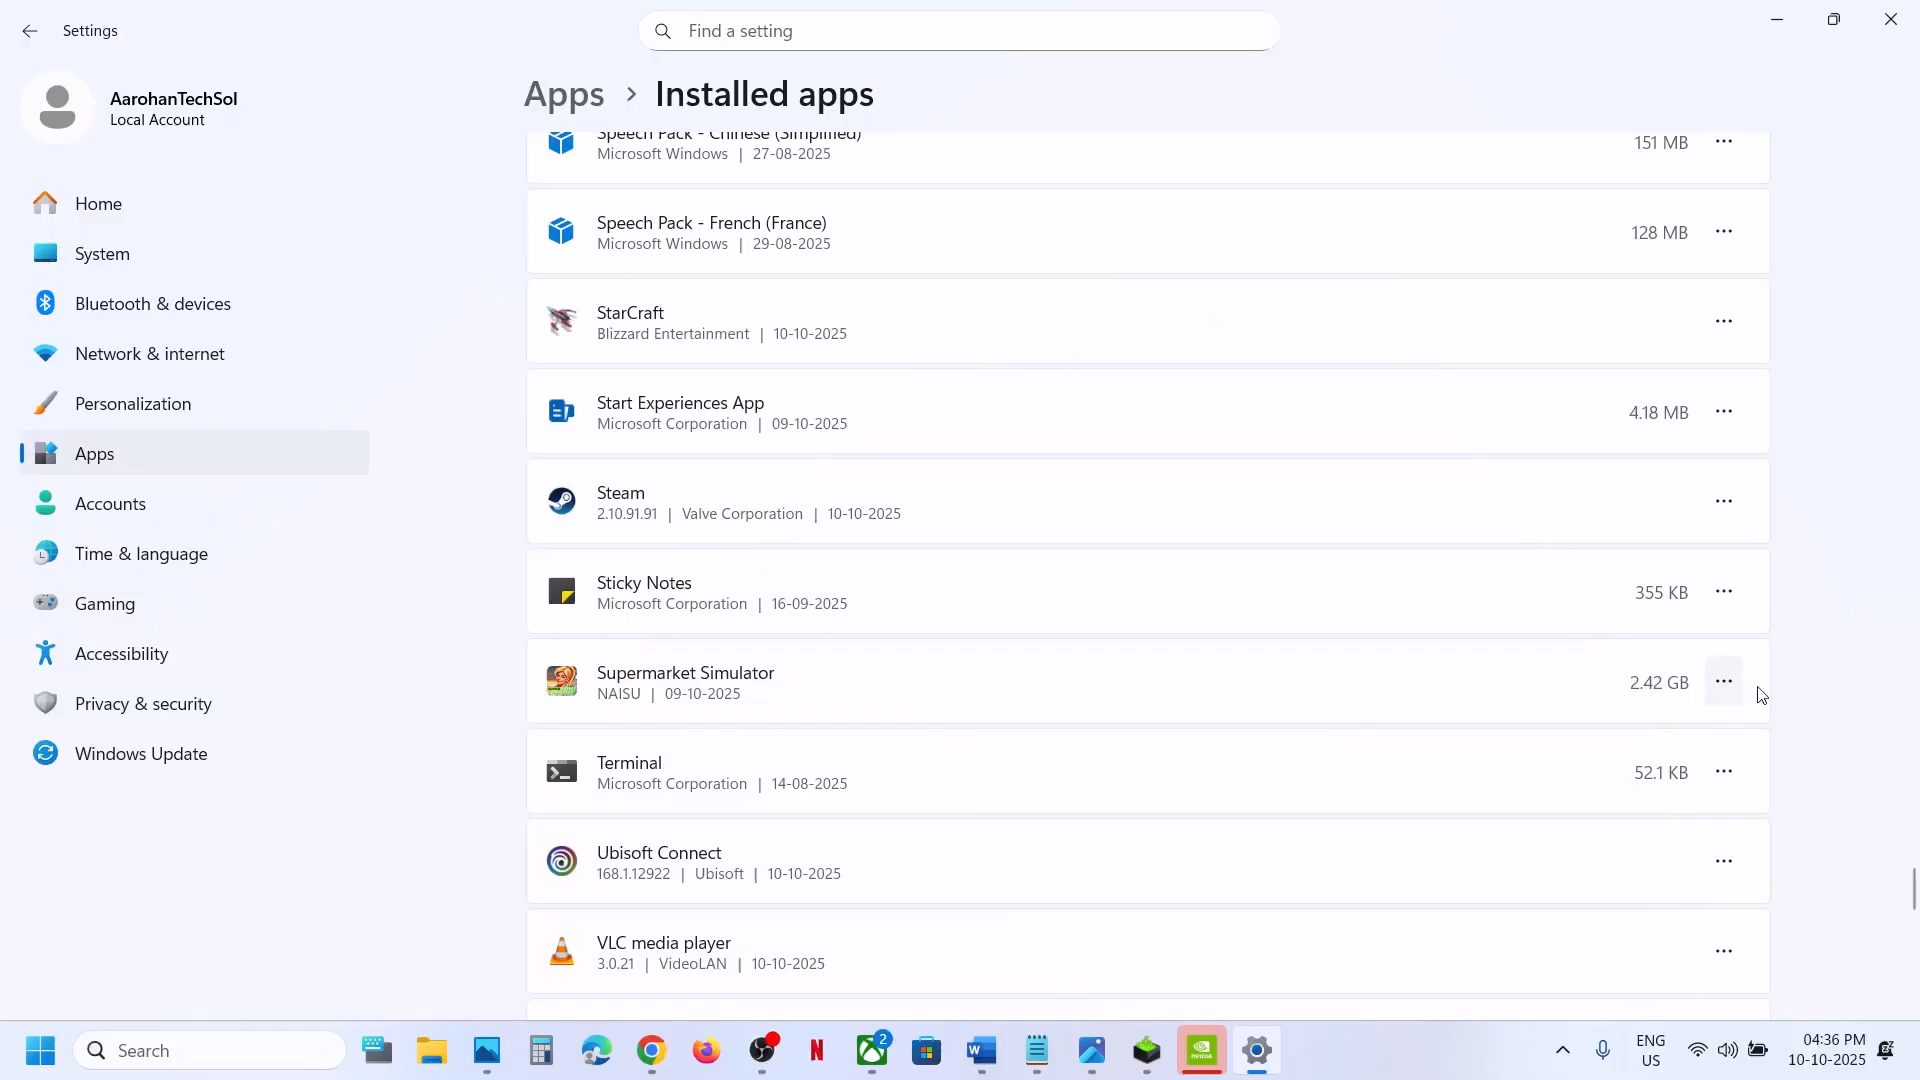 Settings
Find a setting
AarohanTechSol
Local Account
Home
System
Bluetooth & devices
Network & internet
Personalization
Apps
Accounts
Time & language
Gaming
Accessibility
Privacy & security
Windows Update
Apps > Installed apps
Speech Pack - Chinese (Simplified)
Microsoft Windows | 27-08-2025
151 MB
Speech Pack - French (France)
Microsoft Windows | 29-08-2025
128 MB
StarCraft
Blizzard Entertainment | 10-10-2025
Start Experiences App
Microsoft Corporation | 09-10-2025
4.18 MB
Steam
2.10.91.91 | Valve Corporation | 10-10-2025
Sticky Notes
Microsoft Corporation | 16-09-2025
355 KB
Supermarket Simulator
NAISU | 09-10-2025
2.42 GB
Terminal
Microsoft Corporation | 14-08-2025
52.1 KB
Ubisoft Connect
168.1.12922 | Ubisoft | 10-10-2025
VLC media player
3.0.21 | VideoLAN | 10-10-2025
Search
2
ENG
US
04:36 PM
10-10-2025